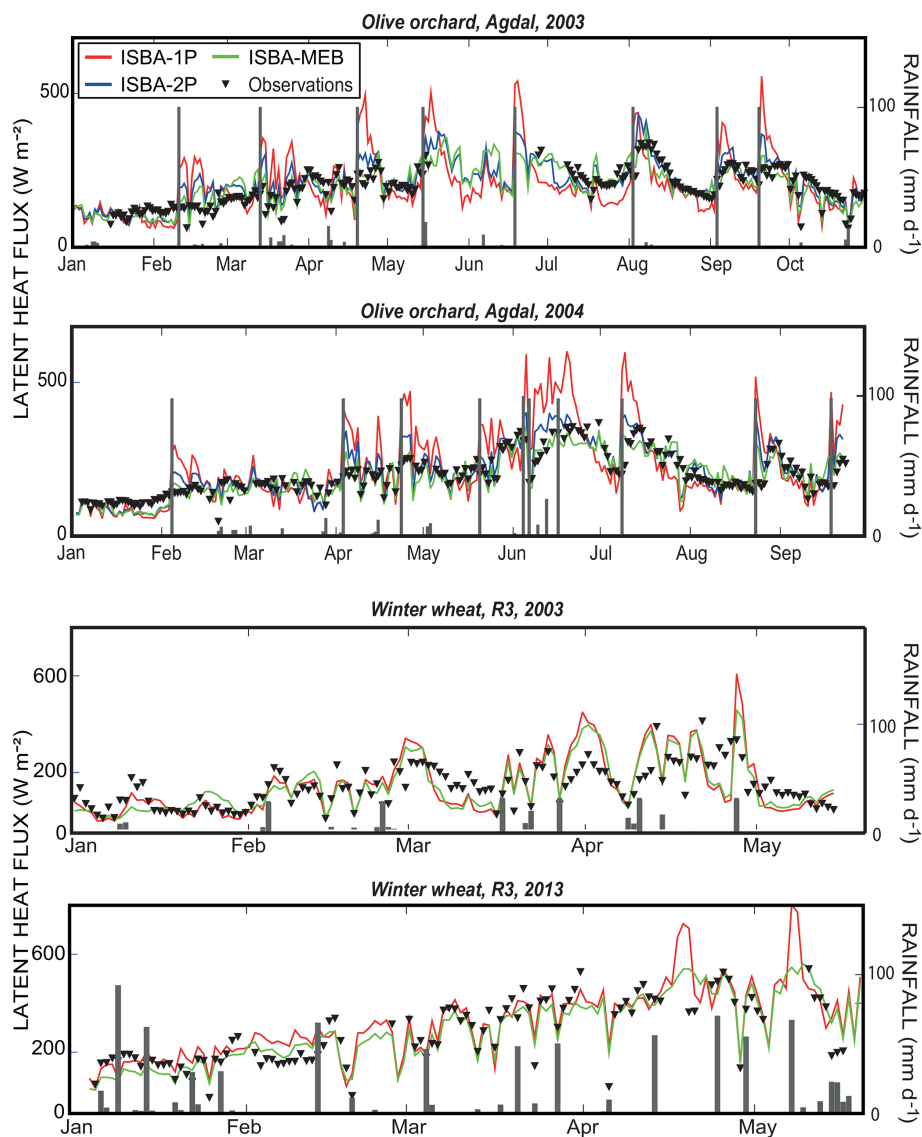 Olive orchard, Agdal, 2003
ISBA-1P
ISBA-MEB
ISBA-2P
Observations
500
0
100
0
Jan Feb Mar Apr May Jun Jul Aug Sep Oct
LATENT HEAT FLUX (W m⁻²)
RAINFALL (mm d⁻¹)
Olive orchard, Agdal, 2004
500
0
100
0
Jan Feb Mar Apr May Jun Jul Aug Sep
RAINFALL (mm d⁻¹)
Winter wheat, R3, 2003
600
200
0
100
0
Jan Feb Mar Apr May
LATENT HEAT FLUX (W m⁻²)
RAINFALL (mm d⁻¹)
Winter wheat, R3, 2013
600
200
0
100
0
Jan Feb Mar Apr May
RAINFALL (mm d⁻¹)